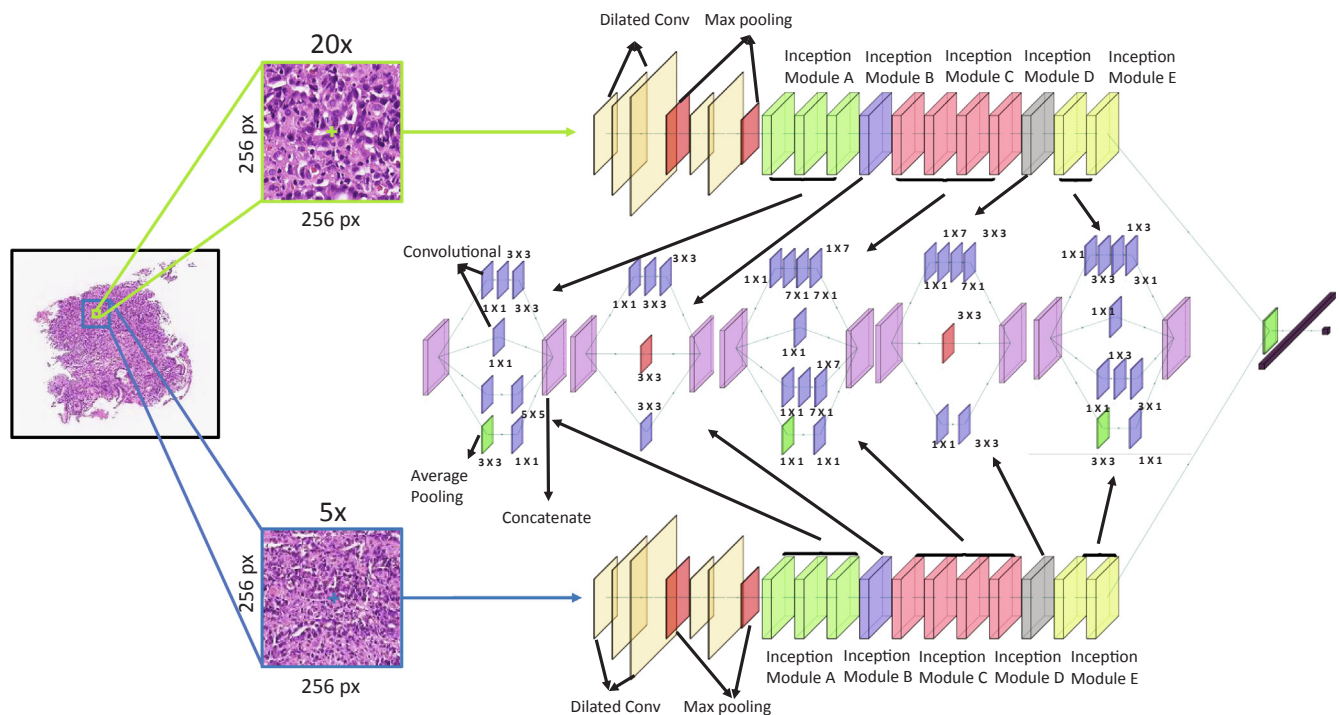 Dilated Conv
Max pooling
20x
Inception
Module A
Inception
Module B
Inception
Module C
Inception
Module D
Inception
Module E
256 px
256 px
Convolutional
3 X 3
1 X 1
3 X 3
1 X 1
5 X 5
3 X 3
1 X 1
Average
Pooling
Concatenate
3 X 3
1 X 1
3 X 3
3 X 3
3 X 3
1 X 7
1 X 1
7 X 1
7 X 1
1 X 1
1 X 7
1 X 1
7 X 1
1 X 1
1 X 1
1 X 7
3 X 3
1 X 1
7 X 1
3 X 3
1 X 1
3 X 3
1 X 3
1 X 1
3 X 3
3 X 1
1 X 1
1 X 3
1 X 1
3 X 1
3 X 3
1 X 1
5x
256 px
256 px
Inception
Module A
Inception
Module B
Inception
Module C
Inception
Module D
Inception
Module E
Dilated Conv
Max pooling